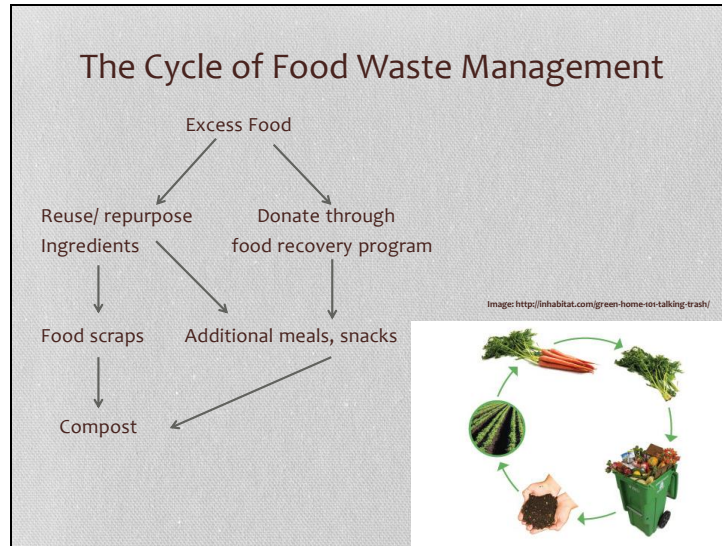 The Cycle of Food Waste Management
Excess Food
Reuse/ repurpose
Ingredients
Donate through
food recovery program
Image: http://inhabitat.com/green-home-101-talking-trash/
Food scraps
Additional meals, snacks
Compost